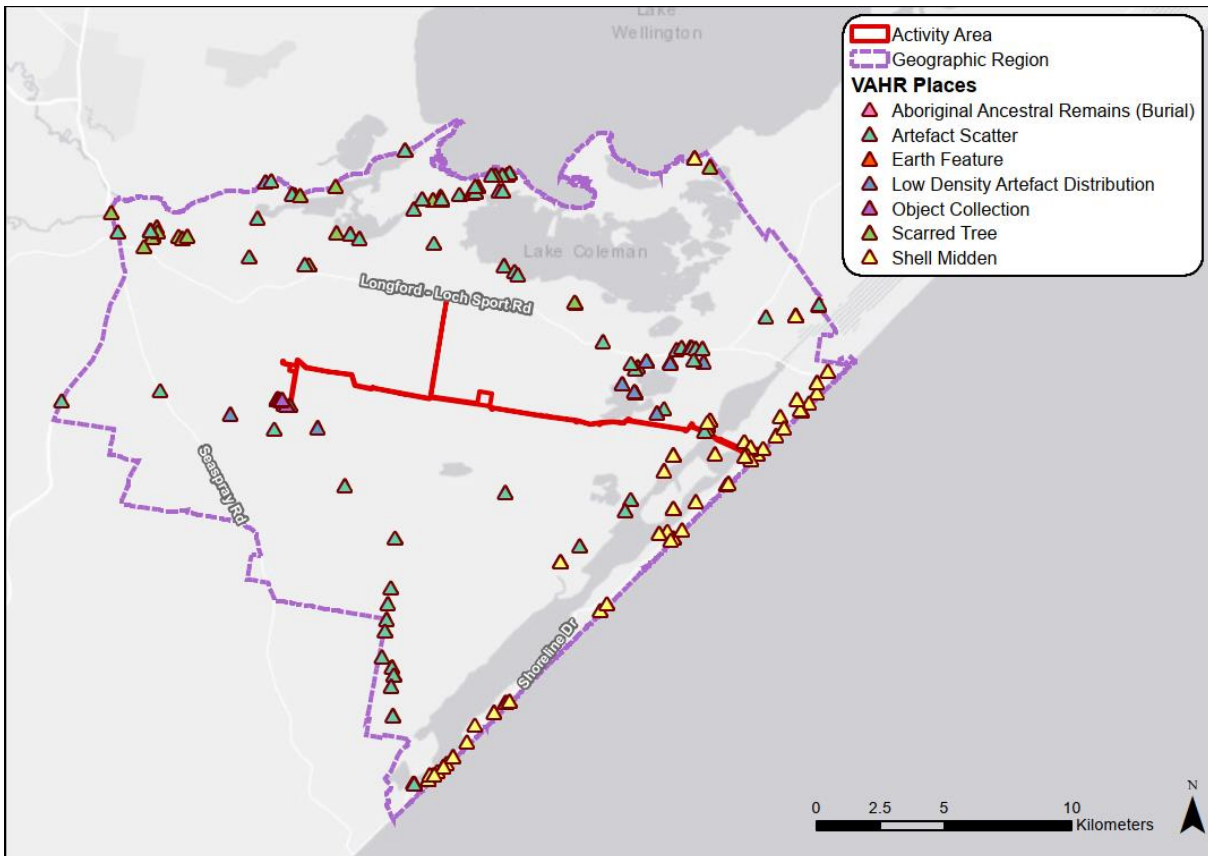 Lake
Wellington
Activity Area
Geographic Region
VAHR Places
Aboriginal Ancestral Remains (Burial)
Artefact Scatter
Earth Feature
Low Density Artefact Distribution
Object Collection
Scarred Tree
Shell Midden
Lake Coleman
Longford - Loch Sport Rd
Seaspray Rd
Shoreline Dr
N
0 2.5 5 10
Kilometers